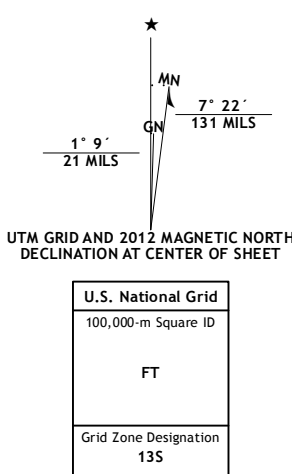 ★
MN
GN
7° 22´
131 MILS
1° 9´
21 MILS
UTM GRID AND 2012 MAGNETIC NORTH
DECLINATION AT CENTER OF SHEET
U.S. National Grid
100,000-m Square ID
FT
Grid Zone Designation
13S